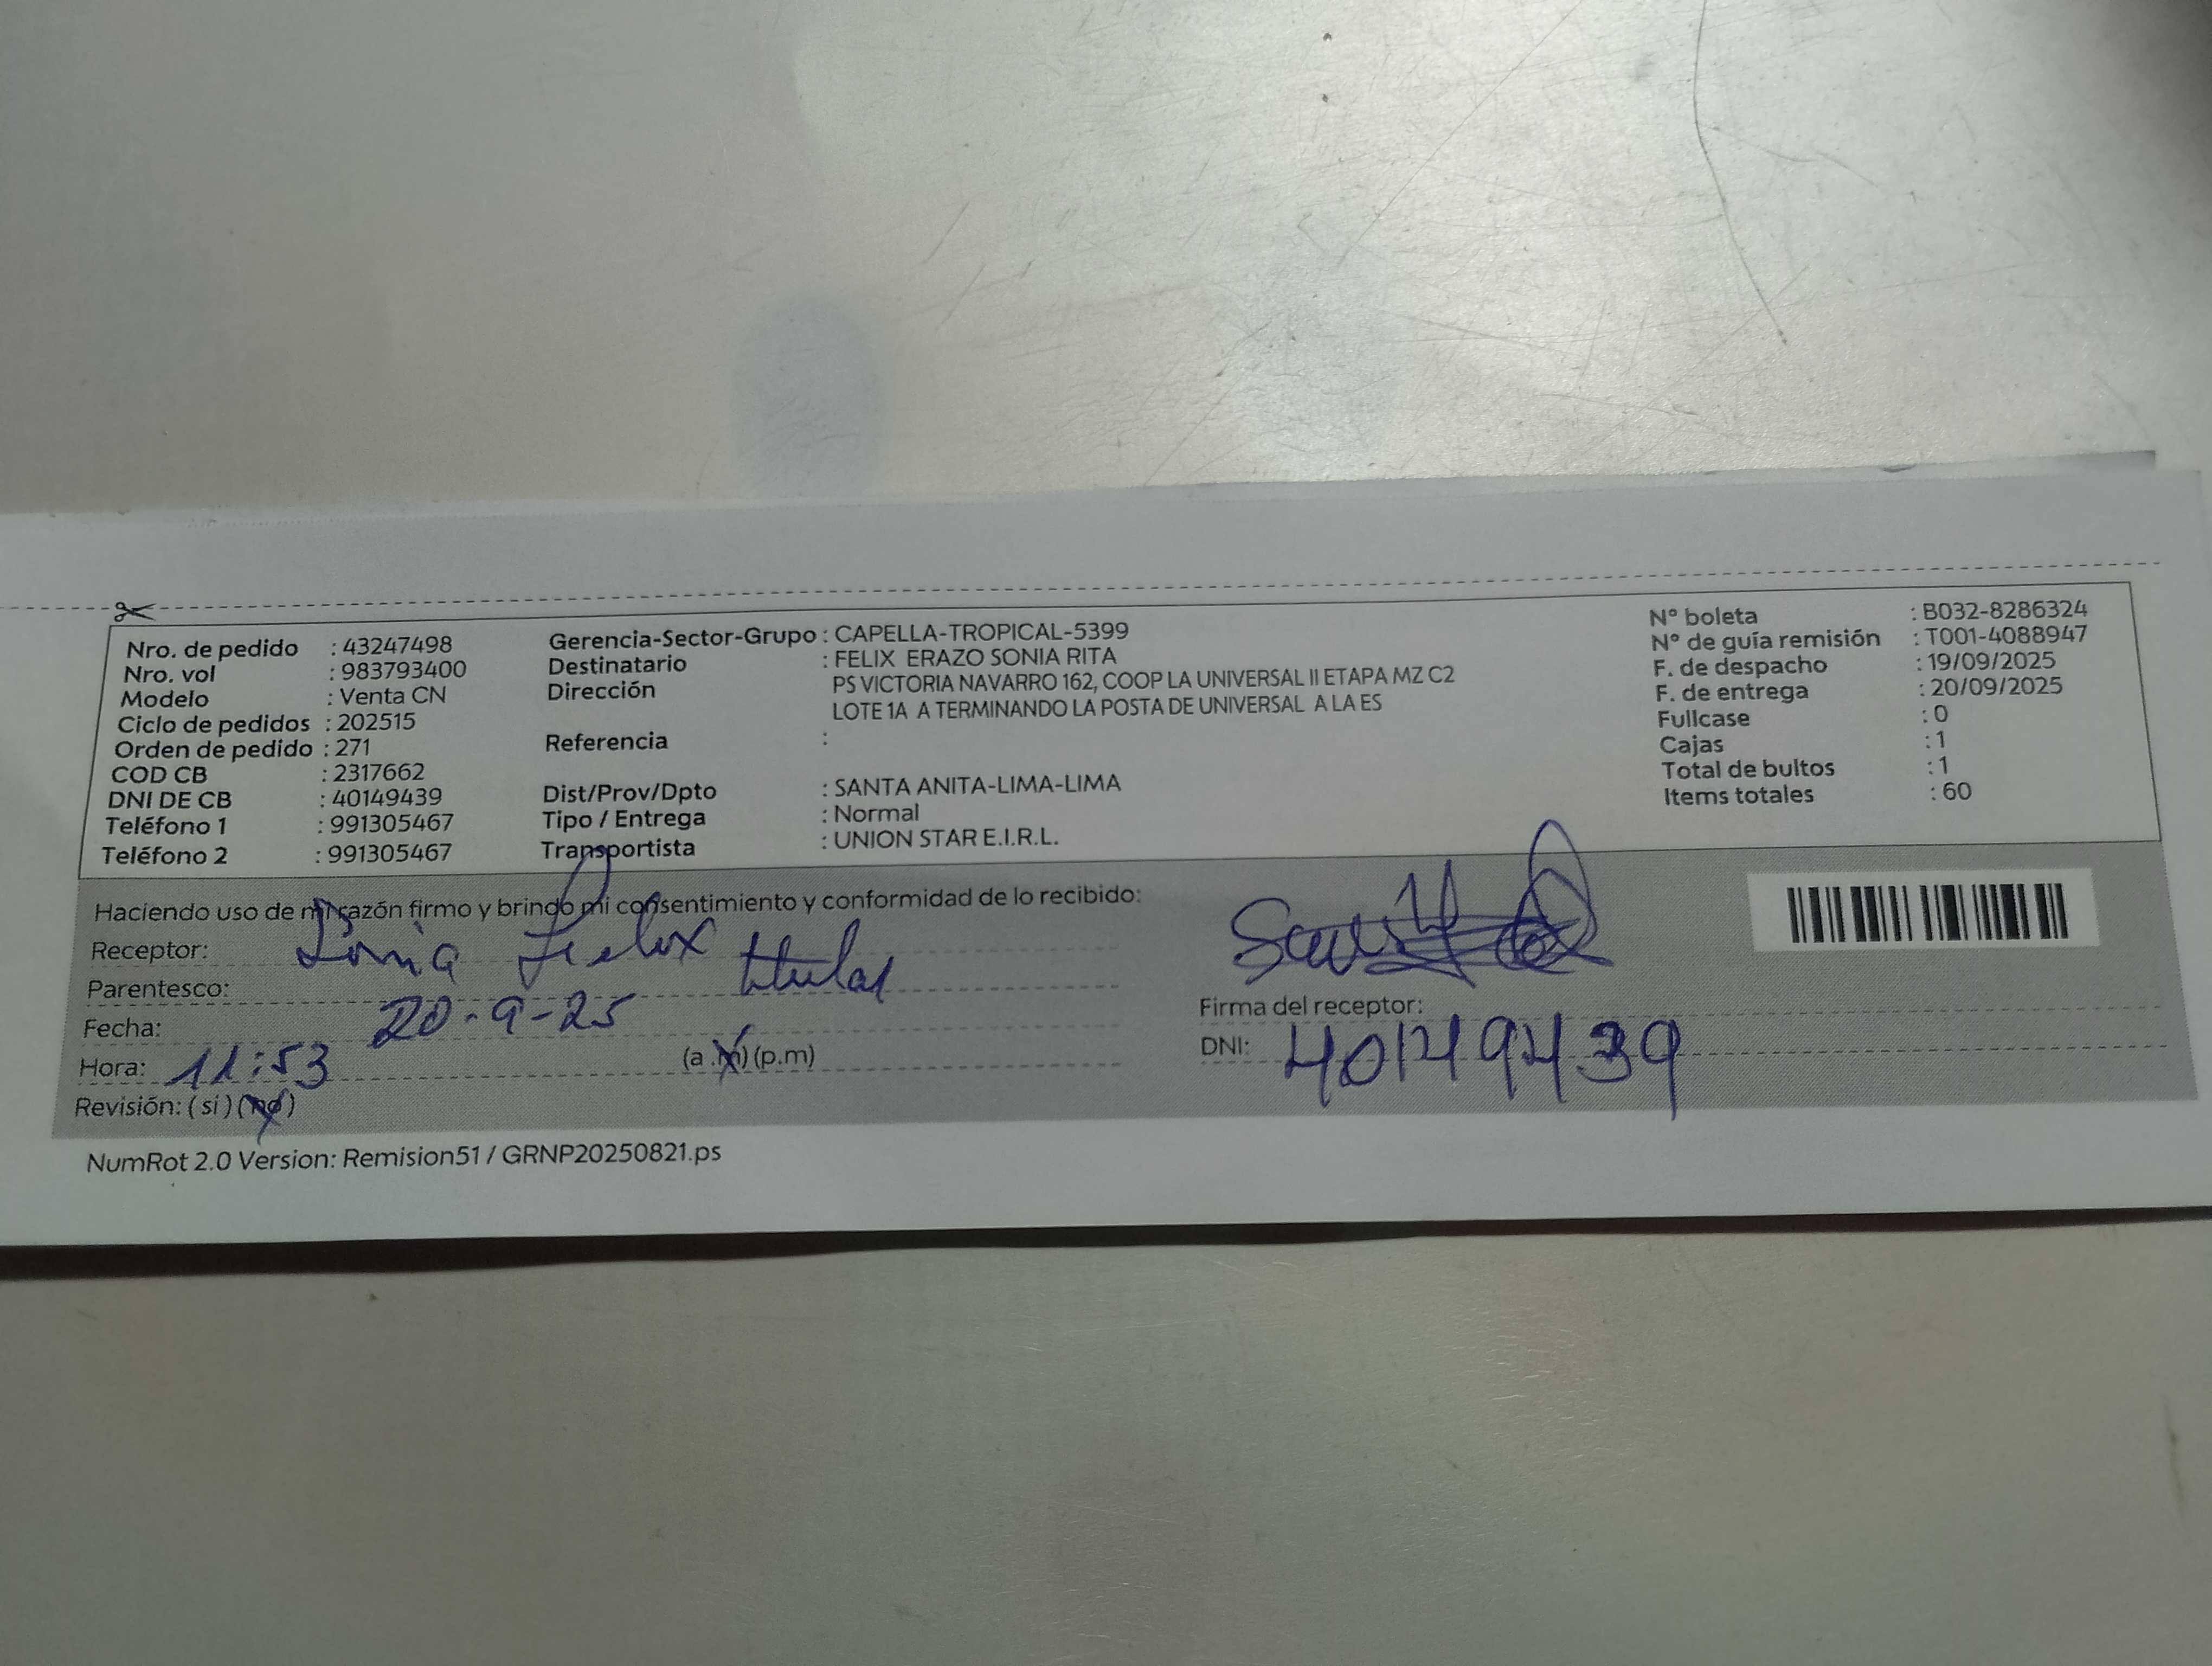 Nro. de pedido : 43247498
Nro. vol : 983793400
Modelo : Venta CN
Ciclo de pedidos : 202515
Orden de pedido : 271
COD CB : 2317662
DNI DE CB : 40149439
Teléfono 1 : 991305467
Teléfono 2 : 991305467
Gerencia-Sector-Grupo : CAPELLA-TROPICAL-5399
Destinatario : FELIX ERAZO SONIA RITA
Dirección PS VICTORIA NAVARRO 162, COOP LA UNIVERSAL II ETAPA MZ C2
LOTE 1A A TERMINANDO LA POSTA DE UNIVERSAL A LA ES
Referencia :
Dist/Prov/Dpto : SANTA ANITA-LIMA-LIMA
Tipo / Entrega : Normal
Transportista : UNION STAR E.I.R.L.
Nº boleta : B032-8286324
Nº de guía remisión : T001-4088947
F. de despacho : 19/09/2025
F. de entrega : 20/09/2025
Fullcase : 0
Cajas : 1
Total de bultos : 1
Items totales : 60
Haciendo uso de mi razón firmo y brindo mi consentimiento y conformidad de lo recibido:
Receptor: Sonia Felix
Parentesco: titular
Fecha: 20-9-25
Hora: 11:53 (a.m) (p.m)
Revisión: (si) (no)
Firma del receptor:
DNI: 40149439
NumRot 2.0 Version: Remision51 / GRNP20250821.ps